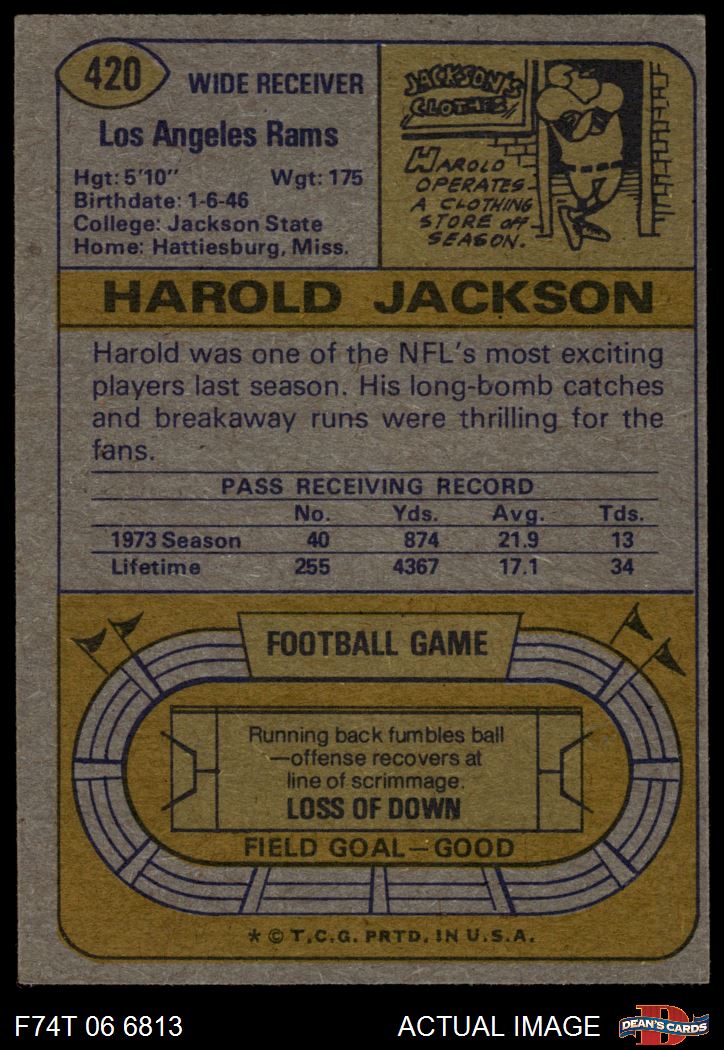 420
WIDE RECEIVER
Los Angeles Rams
Hgt: 5'10" Wgt: 175
Birthdate: 1-6-46
College: Jackson State
Home: Hattiesburg, Miss.
JACKSON'S
CLOTHES
HAROLD
OPERATES
A CLOTHING
STORE OFF
SEASON.
HAROLD JACKSON
Harold was one of the NFL's most exciting
players last season. His long-bomb catches
and breakaway runs were thrilling for the
fans.
PASS RECEIVING RECORD
No. Yds. Avg. Tds.
1973 Season 40 874 21.9 13
Lifetime 255 4367 17.1 34
FOOTBALL GAME
Running back fumbles ball
—offense recovers at
line of scrimmage.
LOSS OF DOWN
FIELD GOAL—GOOD
* © T.C.G. PRTD. IN U.S.A.
F74T 06 6813 ACTUAL IMAGE
D
DEAN'S CARDS